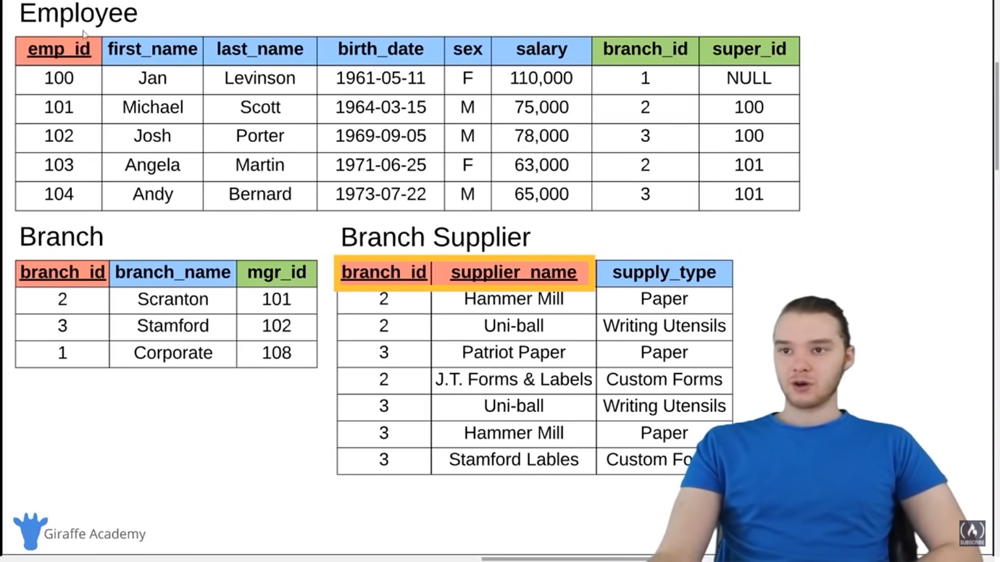 Employee
emp_id first_name last_name birth_date sex salary branch_id super_id
100 Jan Levinson 1961-05-11 F 110,000 1 NULL
101 Michael Scott 1964-03-15 M 75,000 2 100
102 Josh Porter 1969-09-05 M 78,000 3 100
103 Angela Martin 1971-06-25 F 63,000 2 101
104 Andy Bernard 1973-07-22 M 65,000 3 101
Branch
branch_id branch_name mgr_id
2 Scranton 101
3 Stamford 102
1 Corporate 108
Branch Supplier
branch_id supplier_name supply_type
2 Hammer Mill Paper
2 Uni-ball Writing Utensils
3 Patriot Paper Paper
2 J.T. Forms & Labels Custom Forms
3 Uni-ball Writing Utensils
3 Hammer Mill Paper
3 Stamford Lables Custom Fo
Giraffe Academy
SUBSCRIBE